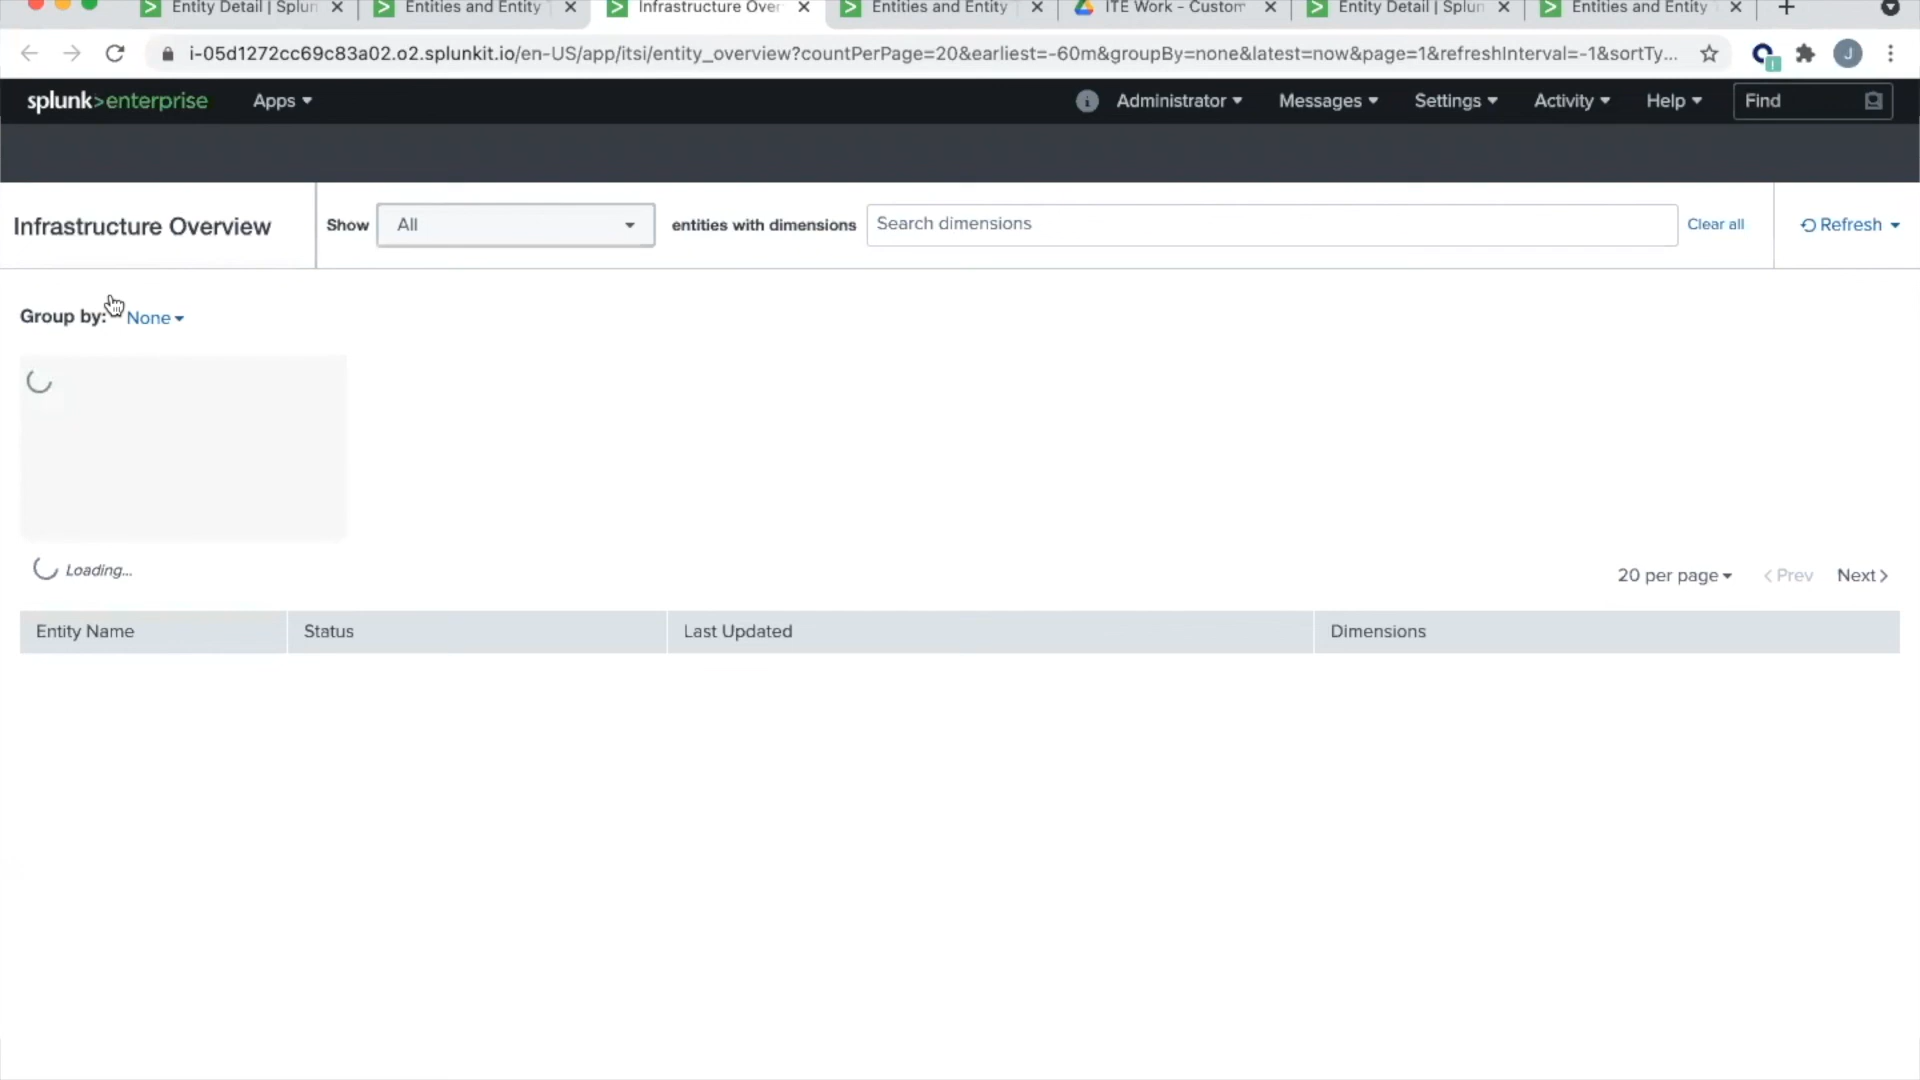 Entity Detail | Splun
Entities and Entity
Infrastructure Over
Entities and Entity
ITE Work - Custom
Entity Detail | Splun
Entities and Entity
i-05d1272cc69c83a02.o2.splunkit.io/en-US/app/itsi/entity_overview?countPerPage=20&earliest=-60m&groupBy=none&latest=now&page=1&refreshInterval=-1&sortTy...
J
splunk>enterprise
Apps
Administrator
Messages
Settings
Activity
Help
Find
Infrastructure Overview
Show
All
entities with dimensions
Search dimensions
Clear all
Refresh
Group by: None
Loading...
20 per page
< Prev
Next >
Entity Name
Status
Last Updated
Dimensions